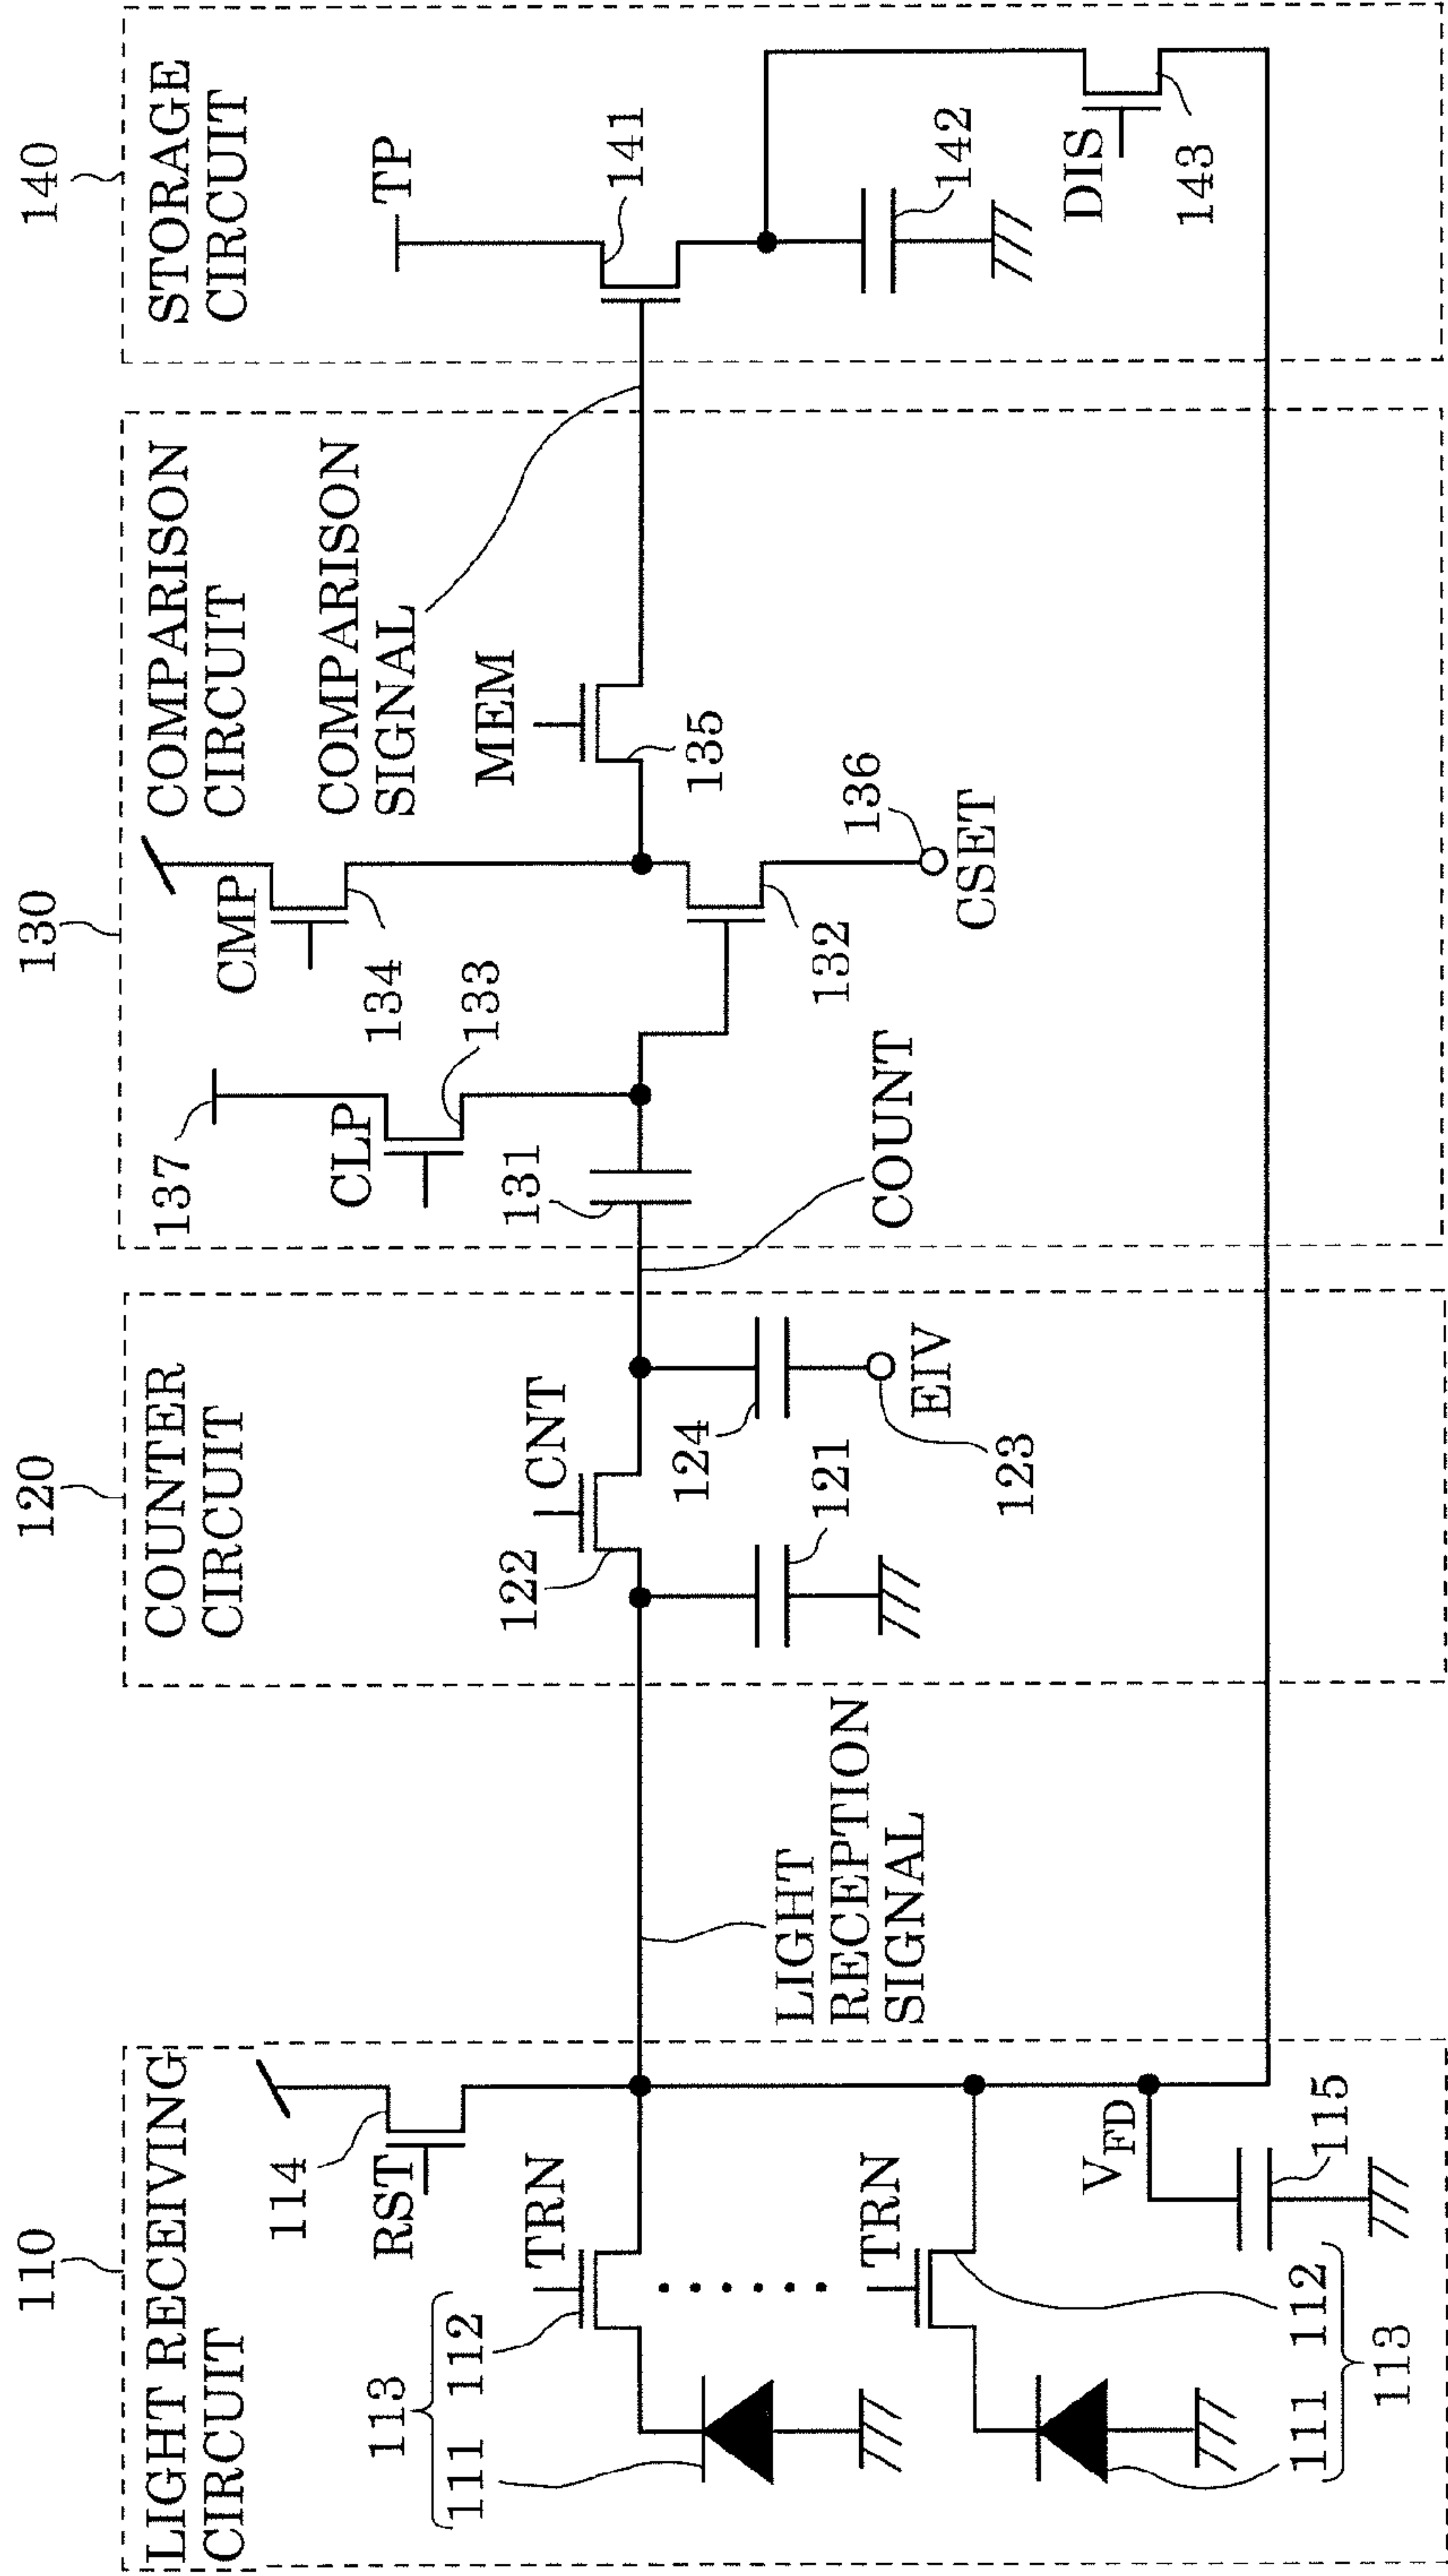 110
LIGHT RECEIVING
CIRCUIT
114
RST
113
111 112
TRN
TRN
V_FD
115
111 112
113
LIGHT
RECEPTION
SIGNAL
120
COUNTER
CIRCUIT
122
CNT
124
121
EIV
123
COUNT
130
COMPARISON
CIRCUIT
137
CLP
133
131
CMP
134
132
136
CSET
COMPARISON
SIGNAL
MEM
135
140
STORAGE
CIRCUIT
TP
141
142
DIS
143